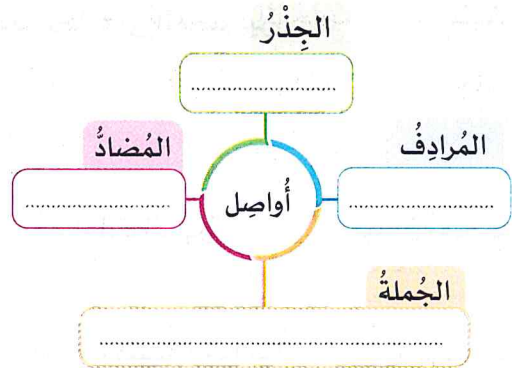 الجِذْرُ
المُرادِفُ
المُضادُّ
أُواصِل
الجُملةُ